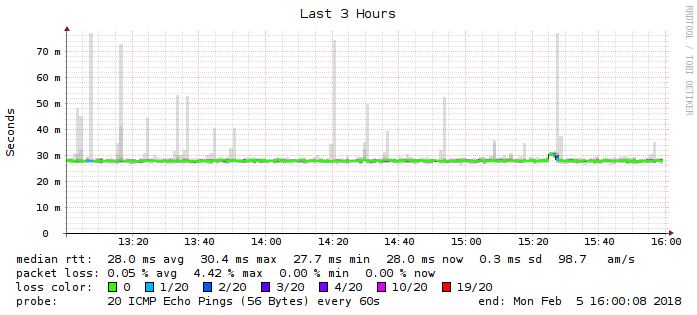 Last 3 Hours
RRDTOOL / TOBI OETIKER
Seconds
70 m
60 m
50 m
40 m
30 m
20 m
10 m
0
13:20 13:40 14:00 14:20 14:40 15:00 15:20 15:40 16:00
median rtt: 28.0 ms avg 30.4 ms max 27.7 ms min 28.0 ms now 0.3 ms sd 98.7 am/s
packet loss: 0.05 % avg 4.42 % max 0.00 % min 0.00 % now
loss color: 0 1/20 2/20 3/20 4/20 10/20 19/20
probe: 20 ICMP Echo Pings (56 Bytes) every 60s end: Mon Feb 5 16:00:08 2018